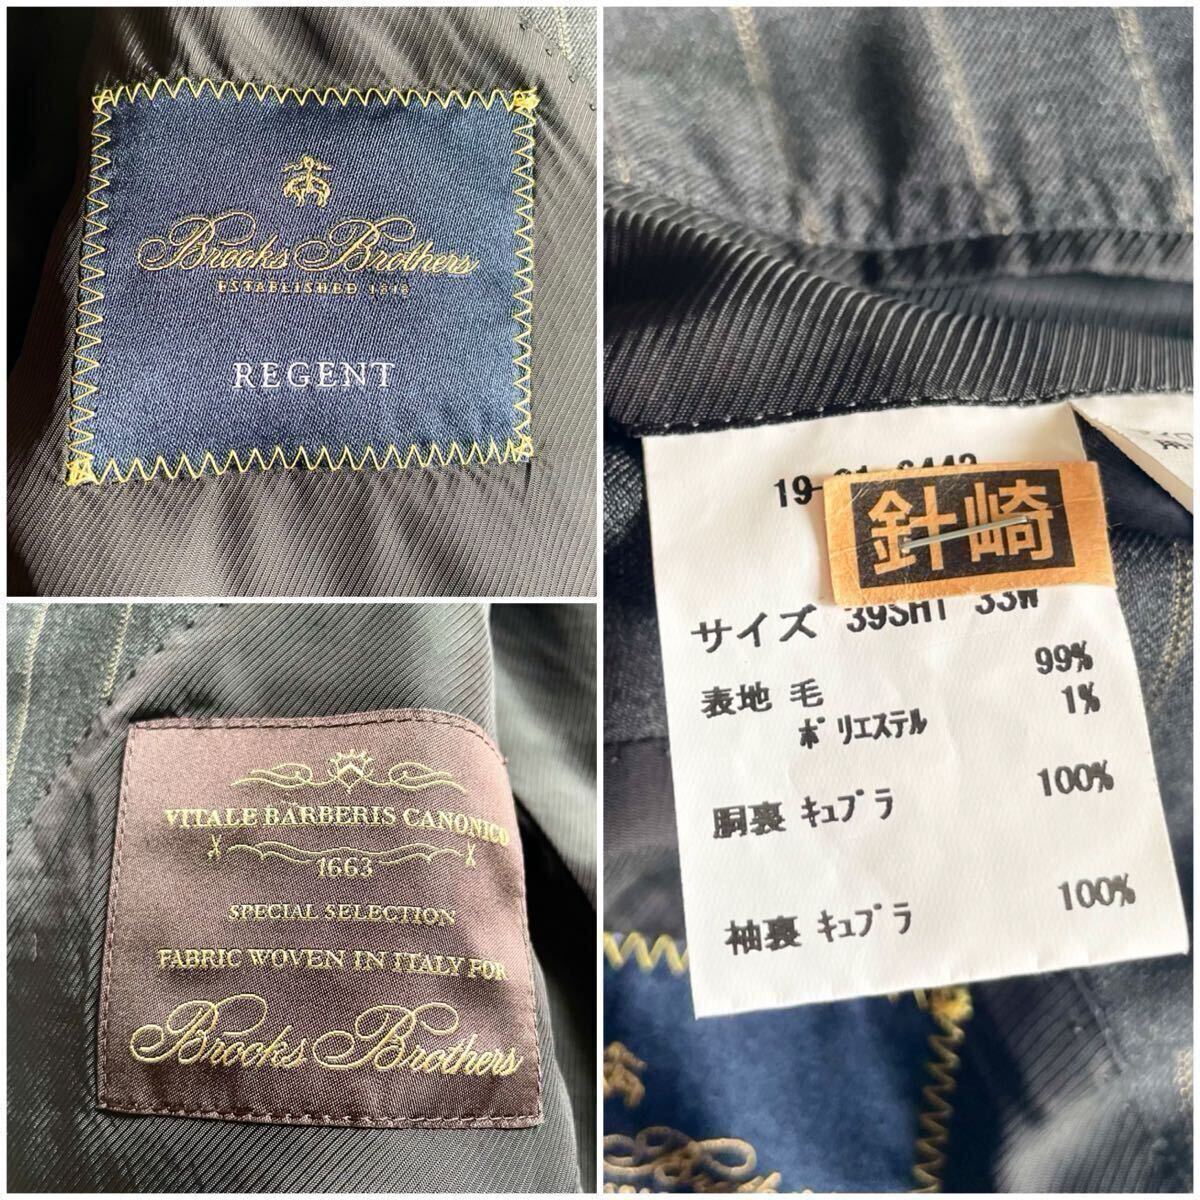 Brooks Brothers
ESTABLISHED 1818
REGENT
VITALE BARBERIS CANONICO
1663
SPECIAL SELECTION
FABRIC WOVEN IN ITALY FOR
Brooks Brothers
針崎
サイズ 39SHT 33W
表地 毛 99%
ポリエステル 1%
胴裏 キュプラ 100%
袖裏 キュプラ 100%